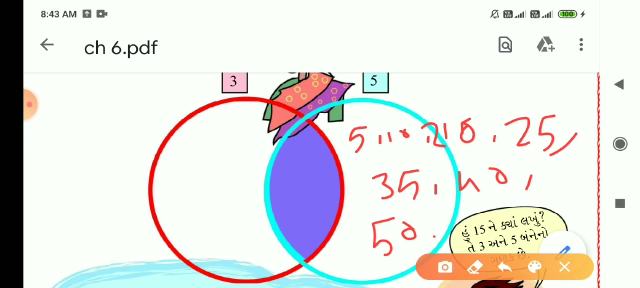 8:43 AM
100
ch 6.pdf
3 5
5, 10, 20, 25,
35, 40,
50.
હું 15 ને ક્યાં લખું?
તે 3 અને 5 બંનેનો